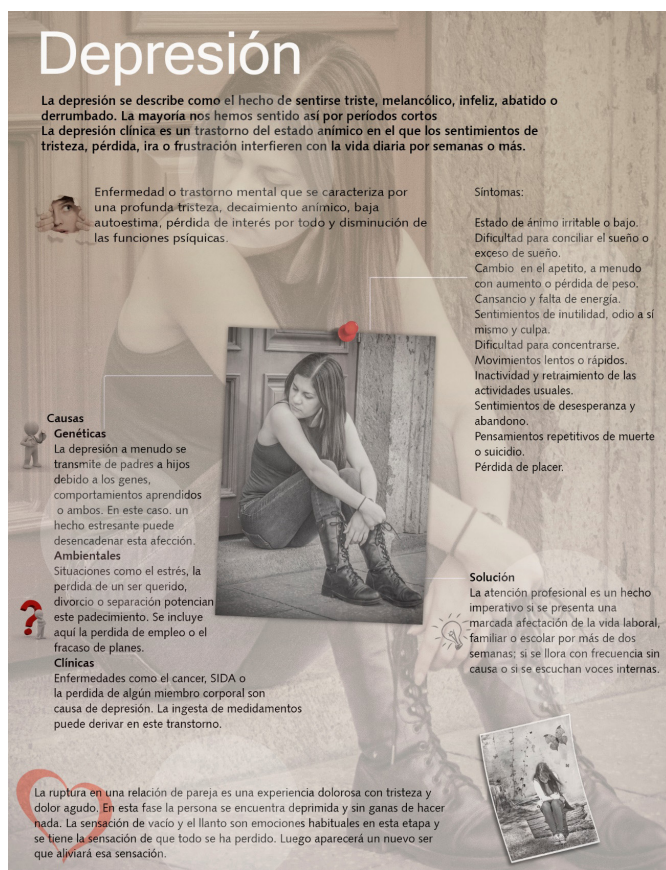 Depresión
La depresión se describe como el hecho de sentirse triste, melancólico, infeliz, abatido o
derrumbado. La mayoría nos hemos sentido así por períodos cortos
La depresión clínica es un trastorno del estado anímico en el que los sentimientos de
tristeza, pérdida, ira o frustración interfieren con la vida diaria por semanas o más.
Enfermedad o trastorno mental que se caracteriza por
una profunda tristeza, decaimiento anímico, baja
autoestima, pérdida de interés por todo y disminución de
las funciones psíquicas.
Síntomas:
Estado de ánimo irritable o bajo.
Dificultad para conciliar el sueño o
exceso de sueño.
Cambio en el apetito, a menudo
con aumento o pérdida de peso.
Cansancio y falta de energía.
Sentimientos de inutilidad, odio a sí
mismo y culpa.
Dificultad para concentrarse.
Movimientos lentos o rápidos.
Inactividad y retraimiento de las
actividades usuales.
Sentimientos de desesperanza y
abandono.
Pensamientos repetitivos de muerte
o suicidio.
Pérdida de placer.
Causas
Genéticas
La depresión a menudo se
transmite de padres a hijos
debido a los genes,
comportamientos aprendidos
o ambos. En este caso. un
hecho estresante puede
desencadenar esta afección.
Ambientales
Situaciones como el estrés, la
perdida de un ser querido,
divorcio o separación potencian
este padecimiento. Se incluye
aquí la perdida de empleo o el
fracaso de planes.
Clínicas
Enfermedades como el cancer, SIDA o
la perdida de algún miembro corporal son
causa de depresión. La ingesta de medidamentos
puede derivar en este transtorno.
Solución
La atención profesional es un hecho
imperativo si se presenta una
marcada afectación de la vida laboral,
familiar o escolar por más de dos
semanas; si se llora con frecuencia sin
causa o si se escuchan voces internas.
La ruptura en una relación de pareja es una experiencia dolorosa con tristeza y
dolor agudo. En esta fase la persona se encuentra deprimida y sin ganas de hacer
nada. La sensación de vacío y el llanto son emociones habituales en esta etapa y
se tiene la sensación de que todo se ha perdido. Luego aparecerá un nuevo ser
que aliviará esa sensación.